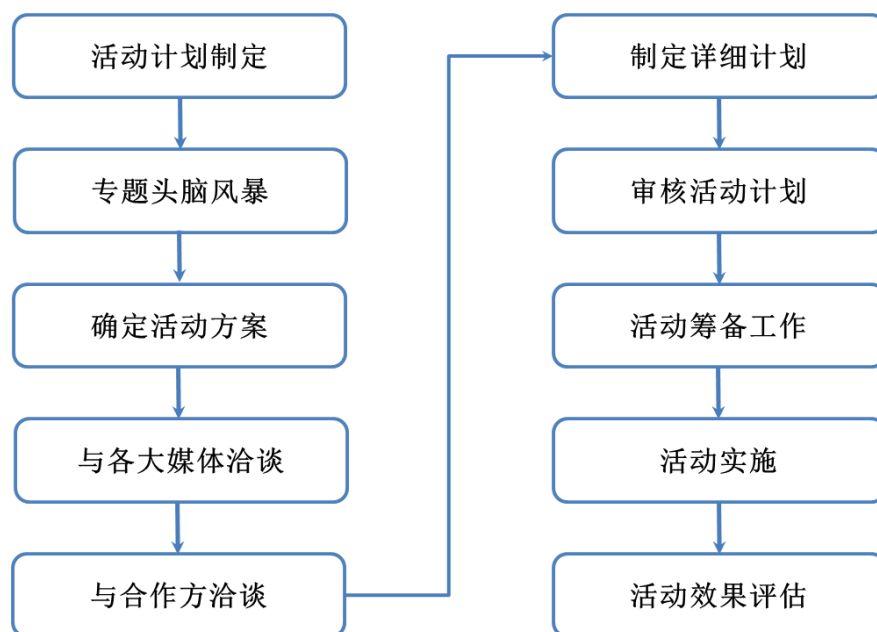 活动计划制定
专题头脑风暴
确定活动方案
与各大媒体洽谈
与合作方洽谈
制定详细计划
审核活动计划
活动筹备工作
活动实施
活动效果评估